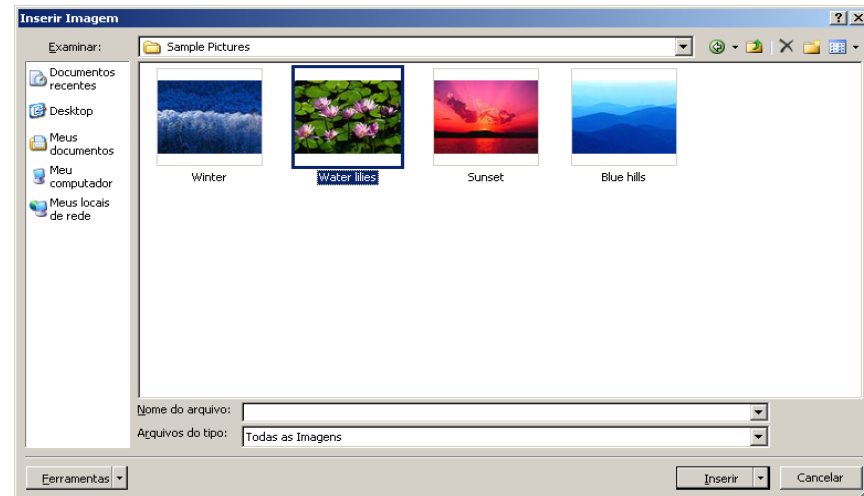 Inserir Imagem
Examinar:
Sample Pictures
Documentos
recentes
Desktop
Meus
documentos
Meu
computador
Meus locais
de rede
Winter
Water lilies
Sunset
Blue hills
Nome do arquivo:
Arquivos do tipo:
Todas as Imagens
Ferramentas
Inserir
Cancelar